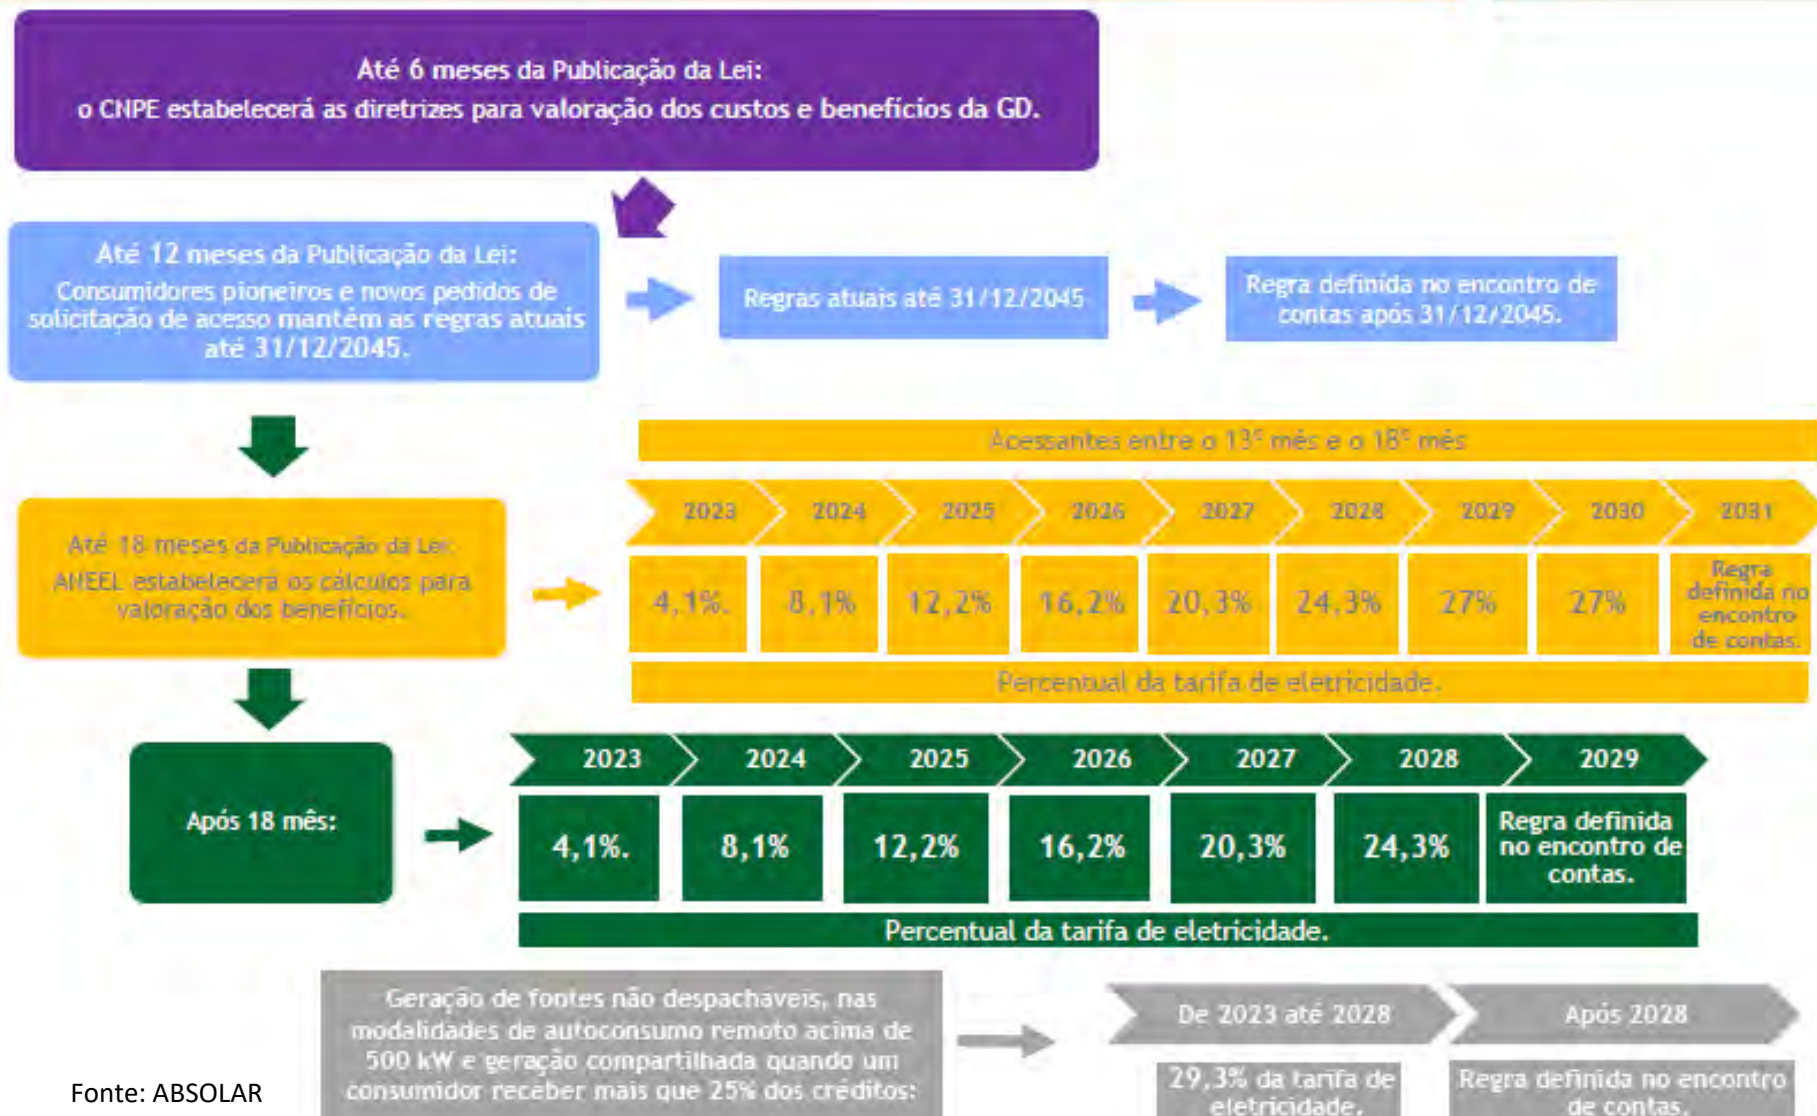 Até 6 meses da Publicação da Lei:
o CNPE estabelecerá as diretrizes para valoração dos custos e benefícios da GD.
Até 12 meses da Publicação da Lei:
Consumidores pioneiros e novos pedidos de
solicitação de acesso mantém as regras atuais
até 31/12/2045.
Regras atuais até 31/12/2045
Regra definida no encontro de
contas após 31/12/2045.
Acessantes entre o 13º mês e o 18º mês
Até 18 meses da Publicação da Lei:
ANEEL estabelecerá os cálculos para
valoração dos benefícios.
2023 2024 2025 2026 2027 2028 2029 2030 2031
4,1%. 8,1% 12,2% 16,2% 20,3% 24,3% 27% 27%
Regra
definida no
encontro
de contas.
Percentual da tarifa de eletricidade.
Após 18 mês:
2023 2024 2025 2026 2027 2028 2029
4,1%. 8,1% 12,2% 16,2% 20,3% 24,3%
Regra definida
no encontro de
contas.
Percentual da tarifa de eletricidade.
Geração de fontes não despachaveis, nas
modalidades de autoconsumo remoto acima de
500 kW e geração compartilhada quando um
consumidor receber mais que 25% dos créditos:
De 2023 até 2028
Após 2028
29,3% da tarifa de
eletricidade.
Regra definida no encontro
de contas.
Fonte: ABSOLAR